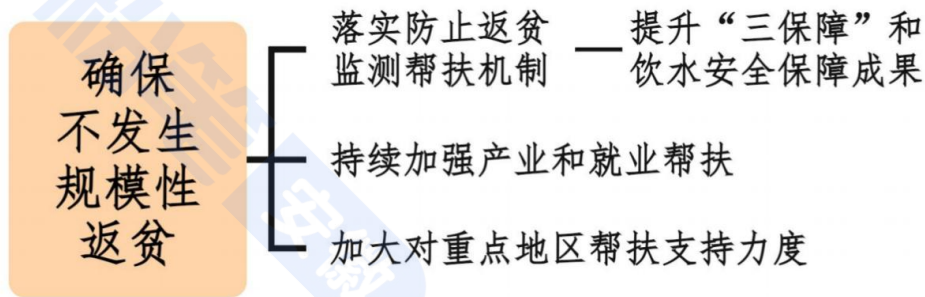 确保
不发生
规模性
返贫
落实防止返贫
监测帮扶机制
提升“三保障”和
饮水安全保障成果
持续加强产业和就业帮扶
加大对重点地区帮扶支持力度
安徽